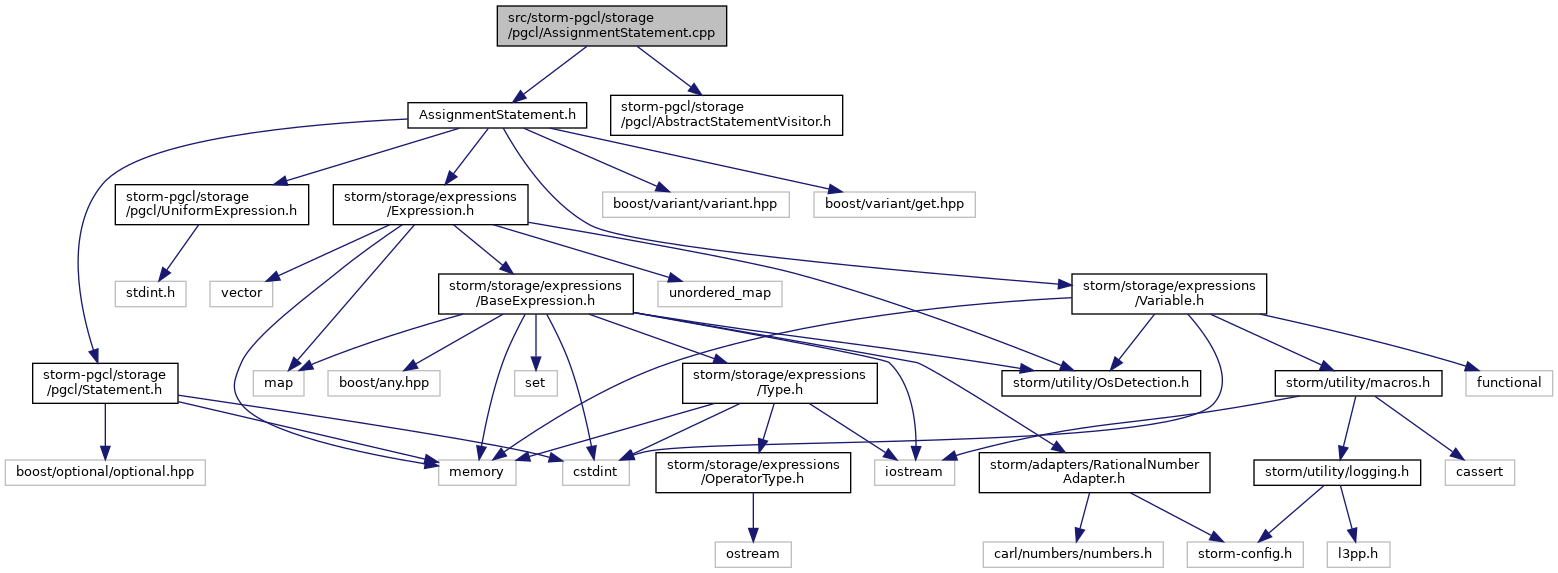 src/storm-pgcl/storage
/pgcl/AssignmentStatement.cpp
AssignmentStatement.h
storm-pgcl/storage
/pgcl/AbstractStatementVisitor.h
storm-pgcl/storage
/pgcl/UniformExpression.h
storm/storage/expressions
/Expression.h
boost/variant/variant.hpp
boost/variant/get.hpp
stdint.h
vector
storm/storage/expressions
/BaseExpression.h
unordered_map
storm/storage/expressions
/Variable.h
storm-pgcl/storage
/pgcl/Statement.h
map
boost/any.hpp
set
storm/storage/expressions
/Type.h
storm/utility/OsDetection.h
storm/utility/macros.h
functional
boost/optional/optional.hpp
memory
cstdint
storm/storage/expressions
/OperatorType.h
iostream
storm/adapters/RationalNumber
Adapter.h
storm/utility/logging.h
cassert
ostream
carl/numbers/numbers.h
storm-config.h
l3pp.h